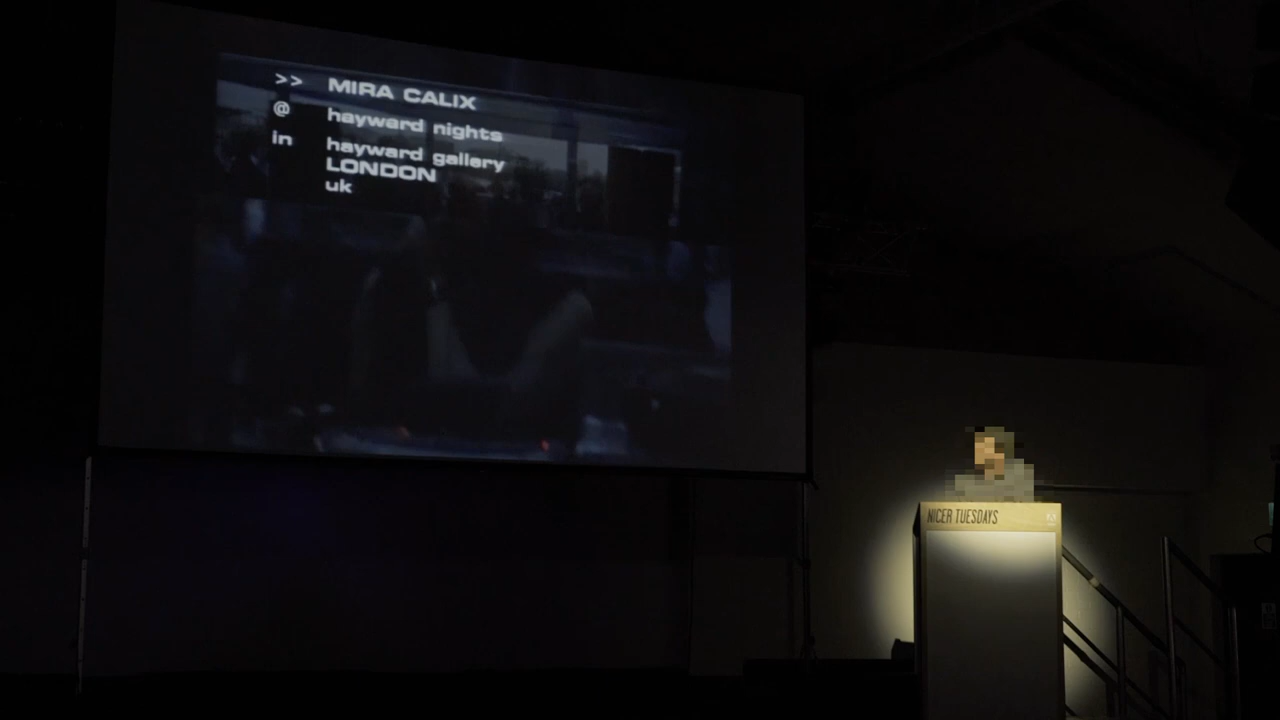 >> MIRA CALIX
@ hayward nights
in hayward gallery
LONDON
uk
NICER TUESDAYS